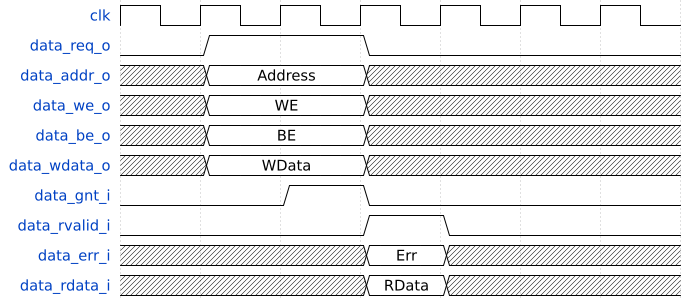 clk
data_req_o
data_addr_o Address
data_we_o WE
data_be_o BE
data_wdata_o WData
data_gnt_i
data_rvalid_i
data_err_i Err
data_rdata_i RData